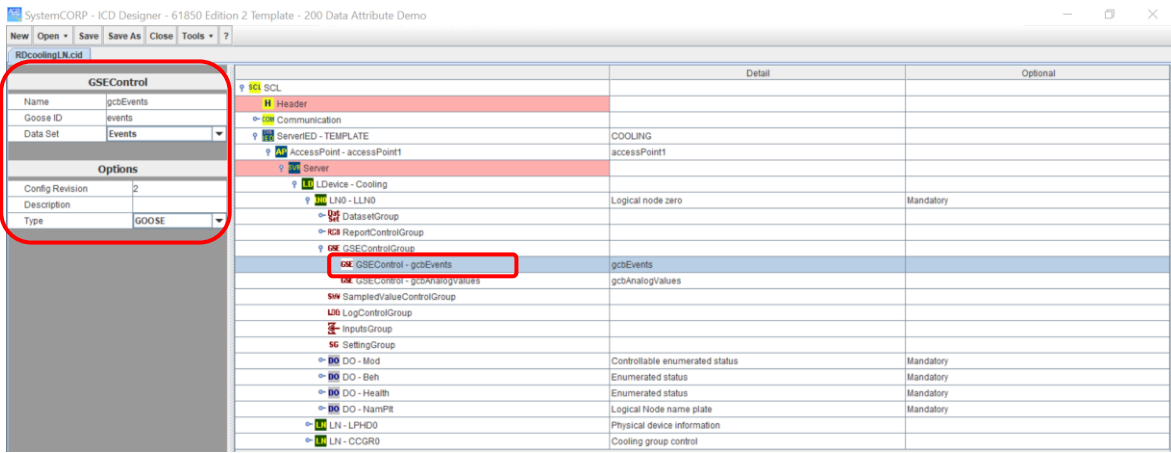 SystemCORP - ICD Designer - 61850 Edition 2 Template - 200 Data Attribute Demo
New Open Save Save As Close Tools ?
RDcoolingLN.cid
GSEControl
Name gcbEvents
Goose ID events
Data Set Events
Options
Config Revision 2
Description
Type GOOSE
Detail Optional
SCL SCL
H Header
COM Communication
ServerIED - TEMPLATE COOLING
AP AccessPoint - accessPoint1 accessPoint1
Server
LD LDevice - Cooling
LN0 LN0 - LLN0 Logical node zero Mandatory
Dat Set DatasetGroup
RCB ReportControlGroup
GSE GSEControlGroup
GSE GSEControl - gcbEvents gcbEvents
GSE GSEControl - gcbAnalogValues gcbAnalogValues
SMV SampledValueControlGroup
LOG LogControlGroup
InputsGroup
SG SettingGroup
DO DO - Mod Controllable enumerated status Mandatory
DO DO - Beh Enumerated status Mandatory
DO DO - Health Enumerated status Mandatory
DO DO - NamPlt Logical Node name plate Mandatory
LN LN - LPHD0 Physical device information
LN LN - CCGR0 Cooling group control